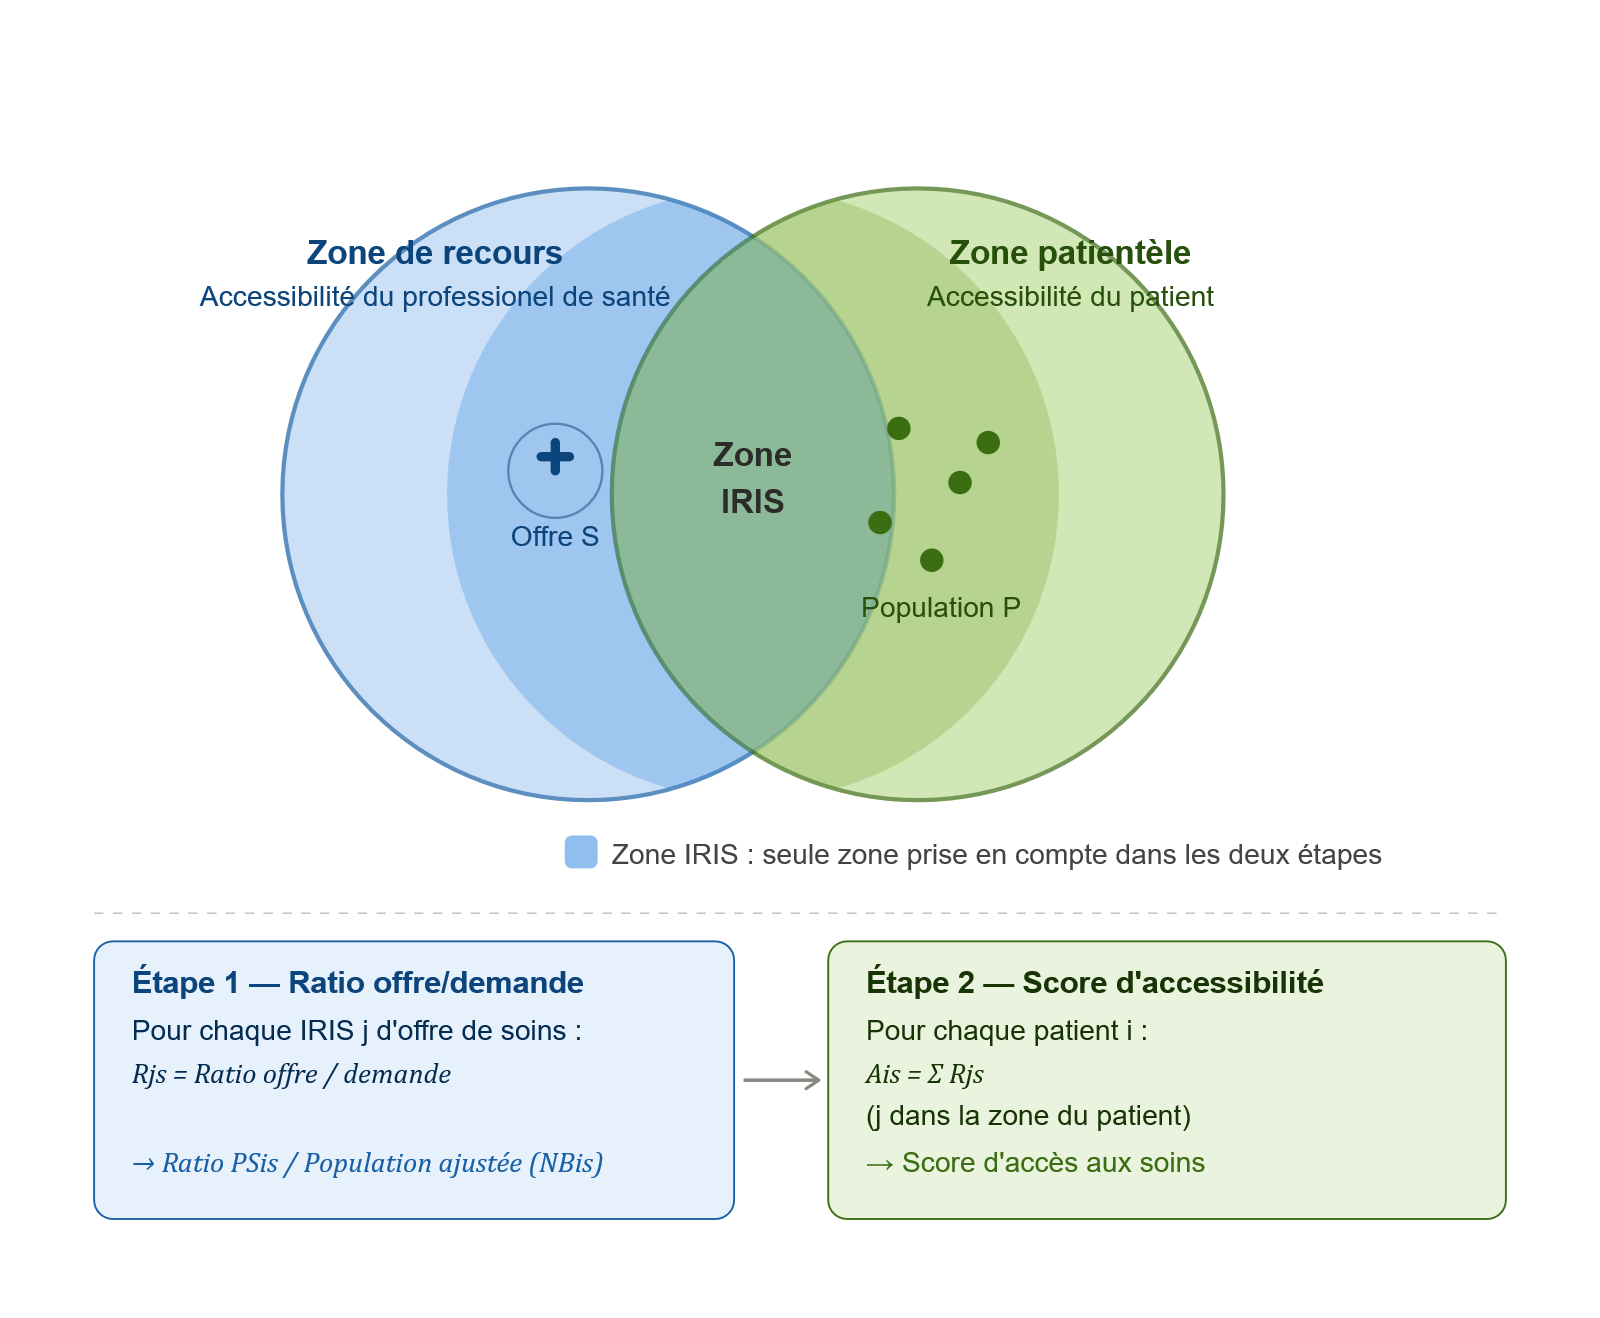 Zone de recours
Accessibilité du professionel de santé
Zone patientèle
Accessibilité du patient
Zone
IRIS
Offre S
Population P
Zone IRIS : seule zone prise en compte dans les deux étapes
Étape 1 — Ratio offre/demande
Pour chaque IRIS j d'offre de soins :
Rjs = Ratio offre / demande
→ Ratio PSis / Population ajustée (NBis)
Étape 2 — Score d'accessibilité
Pour chaque patient i :
Ais = Σ Rjs
(j dans la zone du patient)
→ Score d'accès aux soins